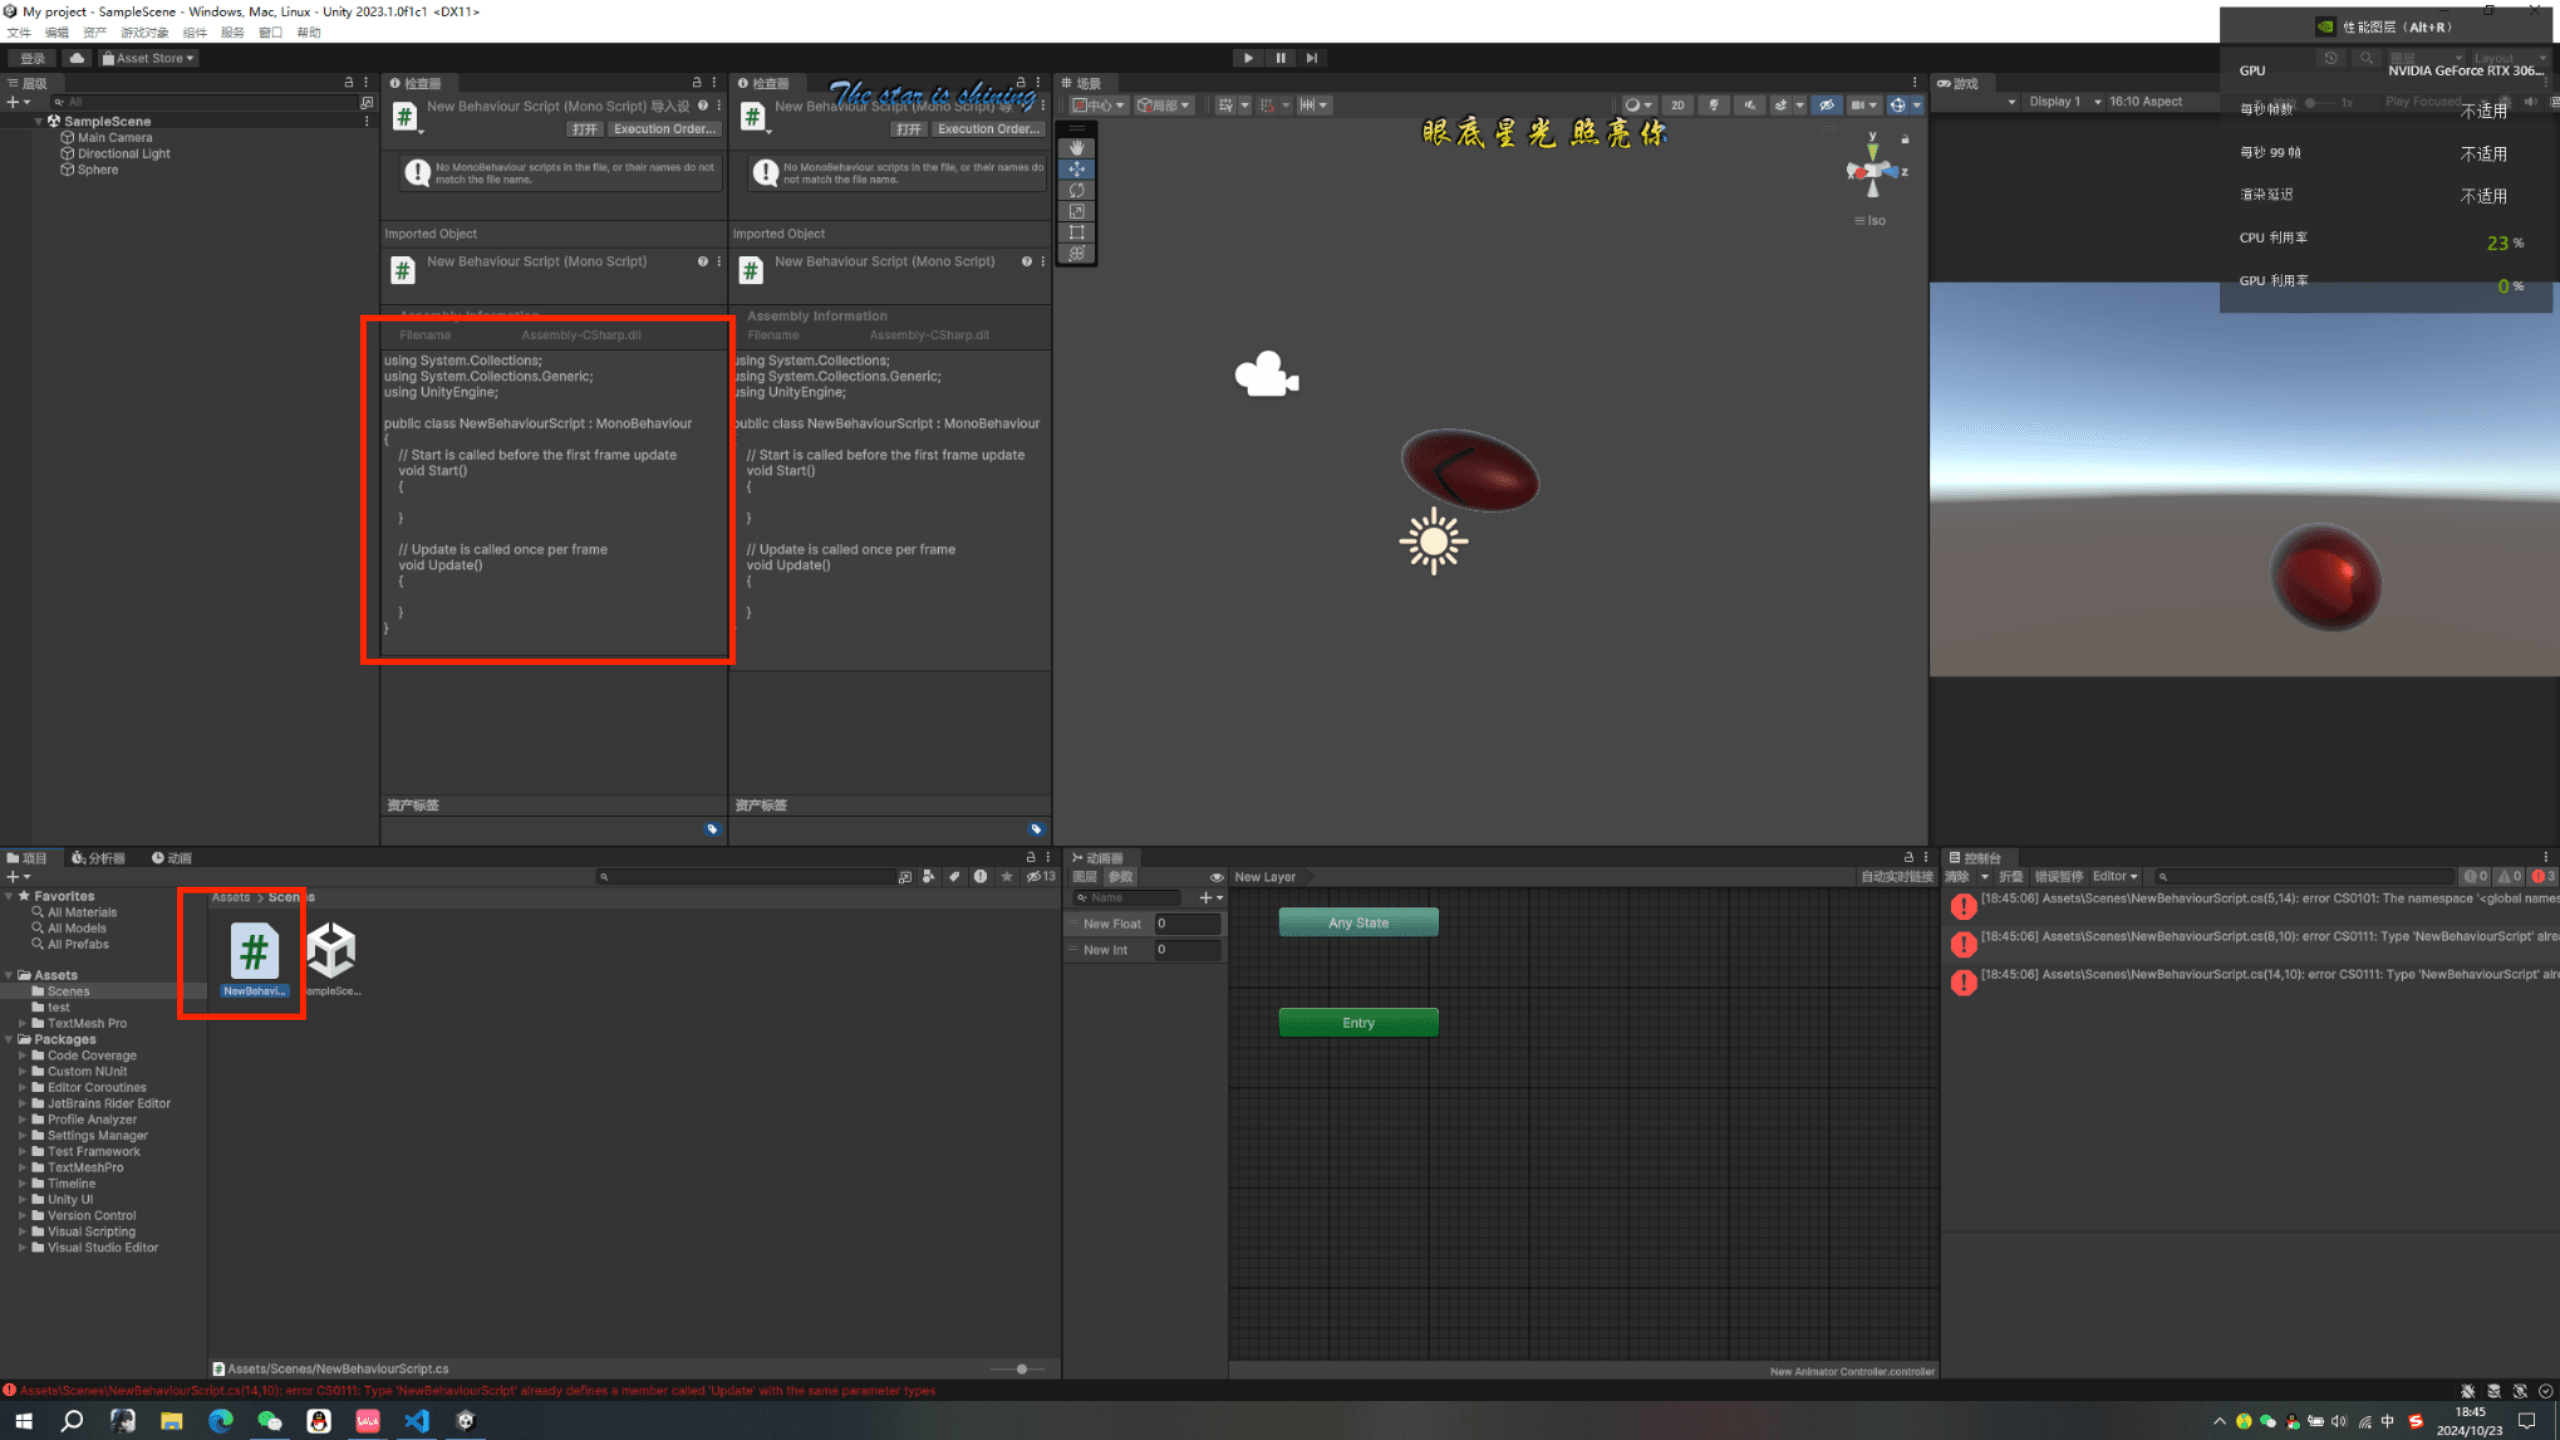 My project - SampleScene - Windows, Mac, Linux - Unity 2023.1.0f1c1 <DX11>
文件 编辑 资产 游戏对象 组件 服务 窗口 帮助
登录 Asset Store
性能图层（Alt+R）
GPU NVIDIA GeForce RTX 306...
每秒帧数 不适用
每秒 99 帧 不适用
渲染延迟 不适用
CPU 利用率 23 %
GPU 利用率 0 %
图层 Layout
层级
All
SampleScene
Main Camera
Directional Light
Sphere
检查器
New Behaviour Script (Mono Script) 导入设
打开 Execution Order...
No MonoBehaviour scripts in the file, or their names do not
match the file name.
Imported Object
New Behaviour Script (Mono Script)
Assembly Information
Filename Assembly-CSharp.dll
using System.Collections;
using System.Collections.Generic;
using UnityEngine;
public class NewBehaviourScript : MonoBehaviour
{
// Start is called before the first frame update
void Start()
{
}
// Update is called once per frame
void Update()
{
}
}
资产标签
检查器
The star is shining
New Behaviour Script (Mono Script) 导
打开 Execution Order...
No MonoBehaviour scripts in the file, or their names do
not match the file name.
Imported Object
New Behaviour Script (Mono Script)
Assembly Information
Filename Assembly-CSharp.dll
using System.Collections;
using System.Collections.Generic;
using UnityEngine;
public class NewBehaviourScript : MonoBehaviour
{
// Start is called before the first frame update
void Start()
{
}
// Update is called once per frame
void Update()
{
}
资产标签
场景
中心 局部 2D
眼底星光 照亮你
y
x z
Iso
游戏
Display 1 16:10 Aspect 1x Play Focused
项目 分析器 动画
13
Favorites
All Materials
All Models
All Prefabs
Assets
Scenes
test
TextMesh Pro
Packages
Code Coverage
Custom NUnit
Editor Coroutines
JetBrains Rider Editor
Profile Analyzer
Settings Manager
Test Framework
TextMeshPro
Timeline
Unity UI
Version Control
Visual Scripting
Visual Studio Editor
Assets > Scenes
NewBehavi... SampleSce...
Assets/Scenes/NewBehaviourScript.cs
动画器
图层 参数 New Layer 自动实时链接
Name
New Float 0
New Int 0
Any State
Entry
New Animator Controller.controller
控制台
清除 折叠 错误暂停 Editor 0 0 3
[18:45:06] Assets\Scenes\NewBehaviourScript.cs(5,14): error CS0101: The namespace '<global names
[18:45:06] Assets\Scenes\NewBehaviourScript.cs(8,10): error CS0111: Type 'NewBehaviourScript' alre
[18:45:06] Assets\Scenes\NewBehaviourScript.cs(14,10): error CS0111: Type 'NewBehaviourScript' alr
Assets\Scenes\NewBehaviourScript.cs(14,10): error CS0111: Type 'NewBehaviourScript' already defines a member called 'Update' with the same parameter types
中
18:45
2024/10/23